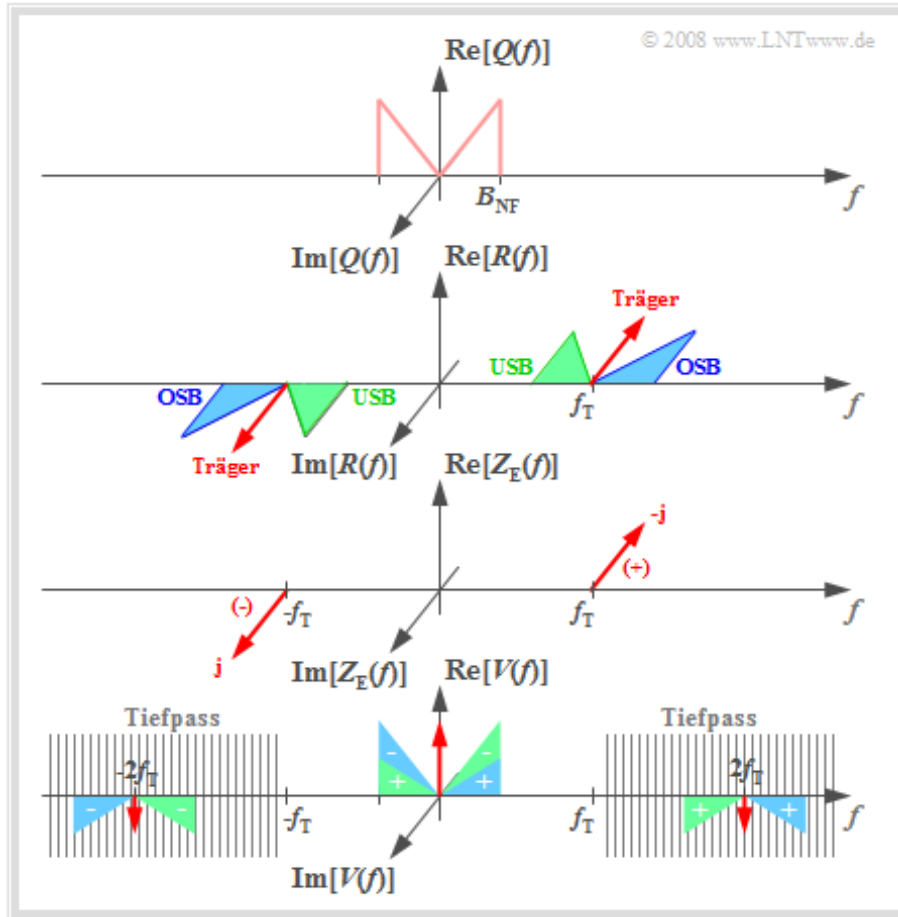 © 2008 www.LNTwww.de
Re[Q(f)]
B_NF
f
Im[Q(f)]
Re[R(f)]
Träger
OSB
USB
USB
OSB
f_T
f
Träger
Im[R(f)]
Re[Z_E(f)]
-j
(+)
(-)
-f_T
f_T
f
j
Im[Z_E(f)]
Re[V(f)]
Tiefpass
Tiefpass
-2f_T
2f_T
- -
- -
+ +
+ +
-f_T
f_T
f
Im[V(f)]